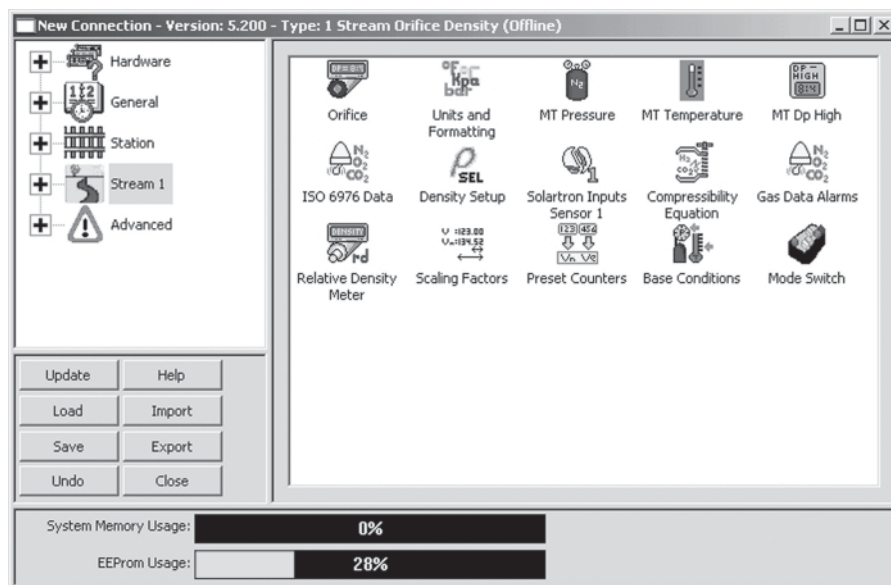 New Connection - Version: 5.200 - Type: 1 Stream Orifice Density (Offline)
Hardware
General
Station
Stream 1
Advanced
Update
Help
Load
Import
Save
Export
Undo
Close
Orifice
Units and
Formatting
MT Pressure
MT Temperature
MT Dp High
ISO 6976 Data
Density Setup
Solartron Inputs
Sensor 1
Compressibility
Equation
Gas Data Alarms
Relative Density
Meter
Scaling Factors
Preset Counters
Base Conditions
Mode Switch
System Memory Usage:
0%
EEProm Usage:
28%